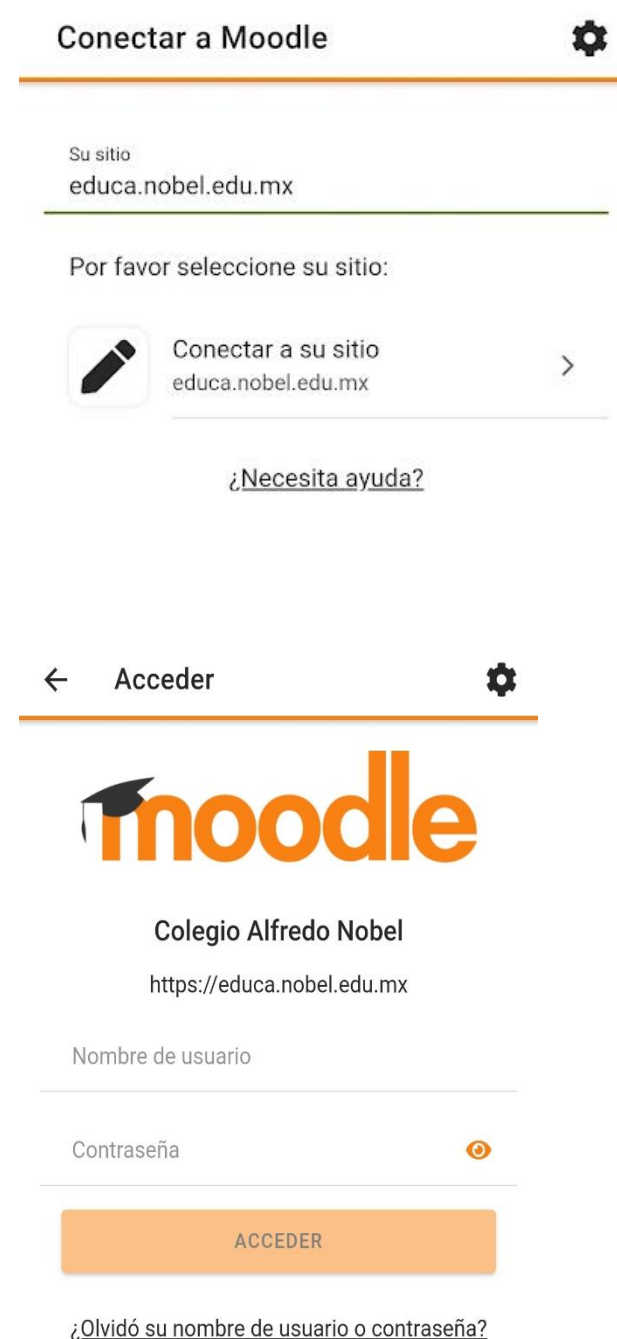 Conectar a Moodle
Su sitio
educa.nobel.edu.mx
Por favor seleccione su sitio:
Conectar a su sitio
educa.nobel.edu.mx
¿Necesita ayuda?
Acceder
moodle
Colegio Alfredo Nobel
https://educa.nobel.edu.mx
Nombre de usuario
Contraseña
ACCEDER
¿Olvidó su nombre de usuario o contraseña?